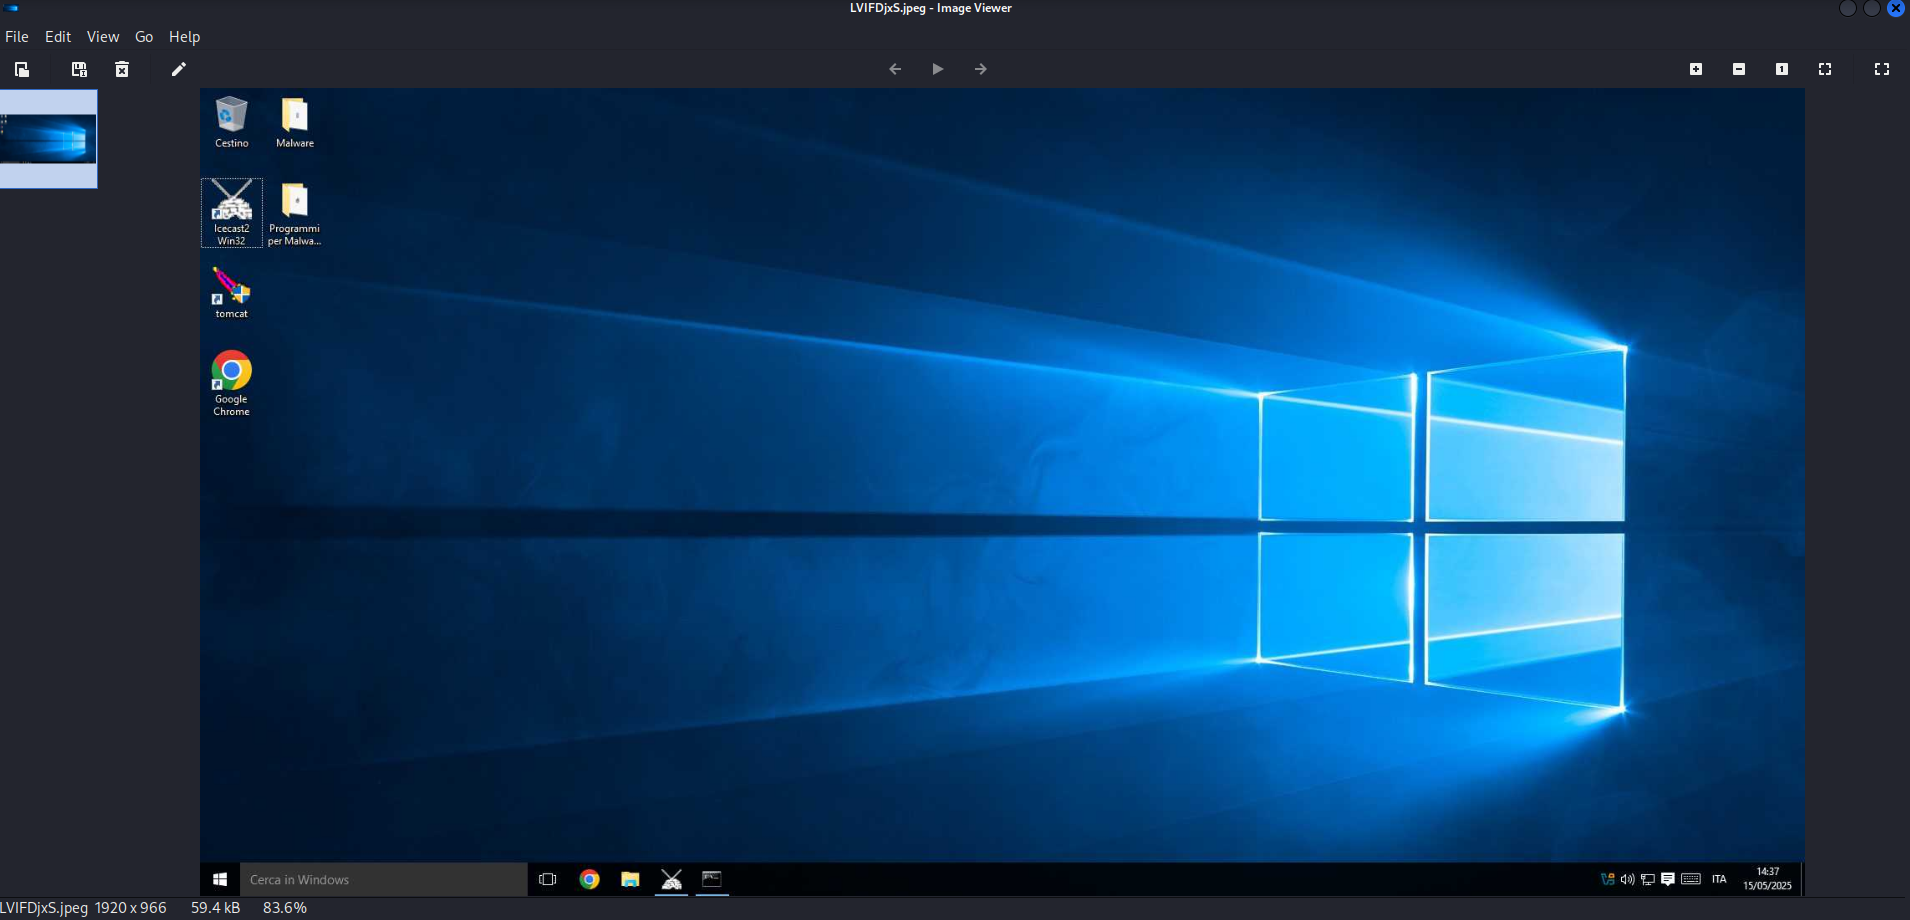 LVIFDjxS.jpeg - Image Viewer
File Edit View Go Help
Cestino
Malware
Icecast2
Win32
Programmi
per Malwa...
tomcat
Google
Chrome
Cerca in Windows
ITA
14:37
15/05/2025
LVIFDjxS.jpeg 1920 x 966 59.4 kB 83.6%